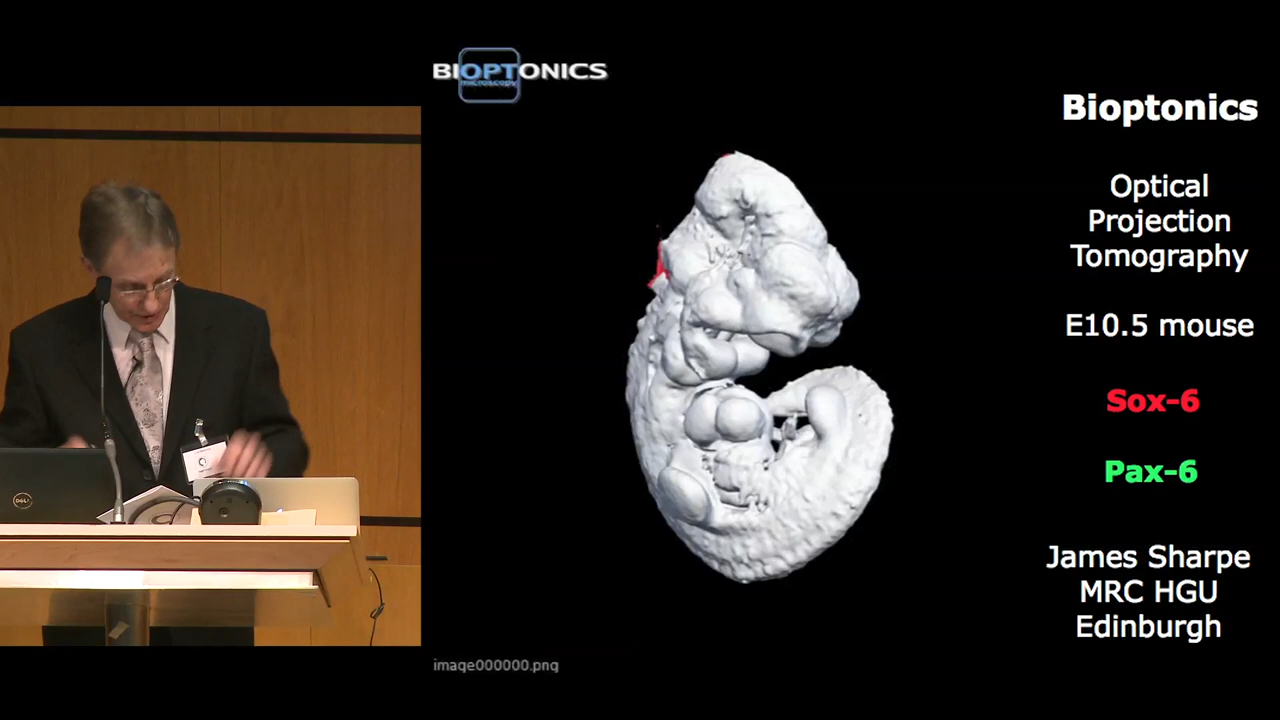 BIOPTONICS
microscopy
Bioptonics
Optical
Projection
Tomography
E10.5 mouse
Sox-6
Pax-6
James Sharpe
MRC HGU
Edinburgh
image000000.png
DELL